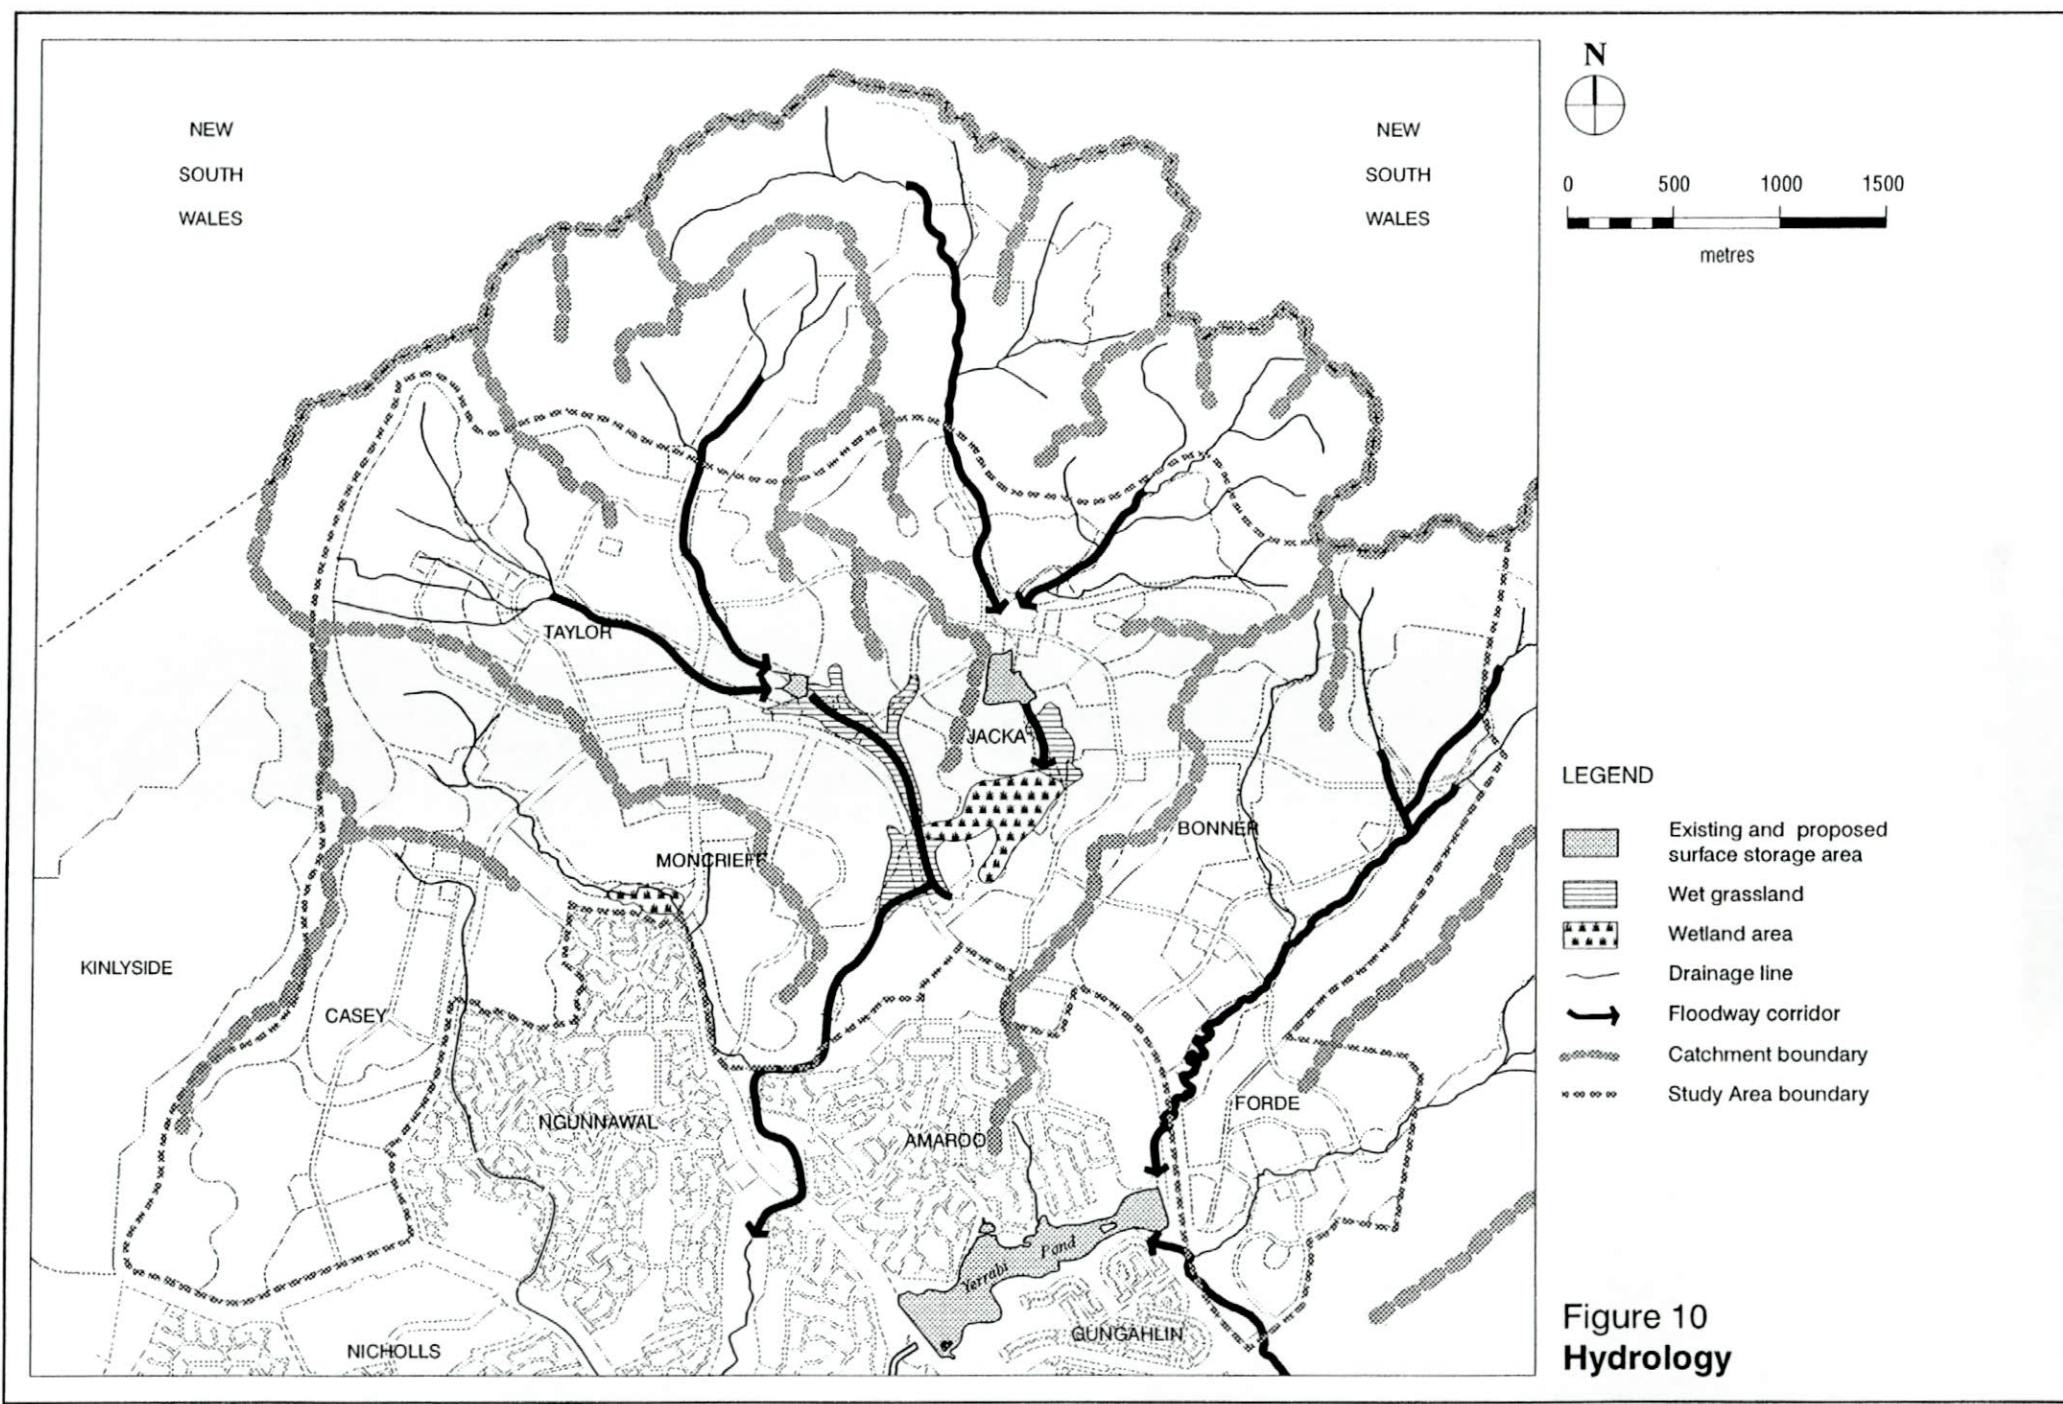 NEW
SOUTH
WALES
NEW
SOUTH
WALES
N
0 500 1000 1500
metres
TAYLOR
JACKA
BONNER
MONCRIEFF
KINLYSIDE
CASEY
FORDE
NGUNNAWAL
AMAROO
Yerrabi Pond
GUNGAHLIN
NICHOLLS
LEGEND
Existing and proposed
surface storage area
Wet grassland
Wetland area
Drainage line
Floodway corridor
Catchment boundary
Study Area boundary
Figure 10
Hydrology